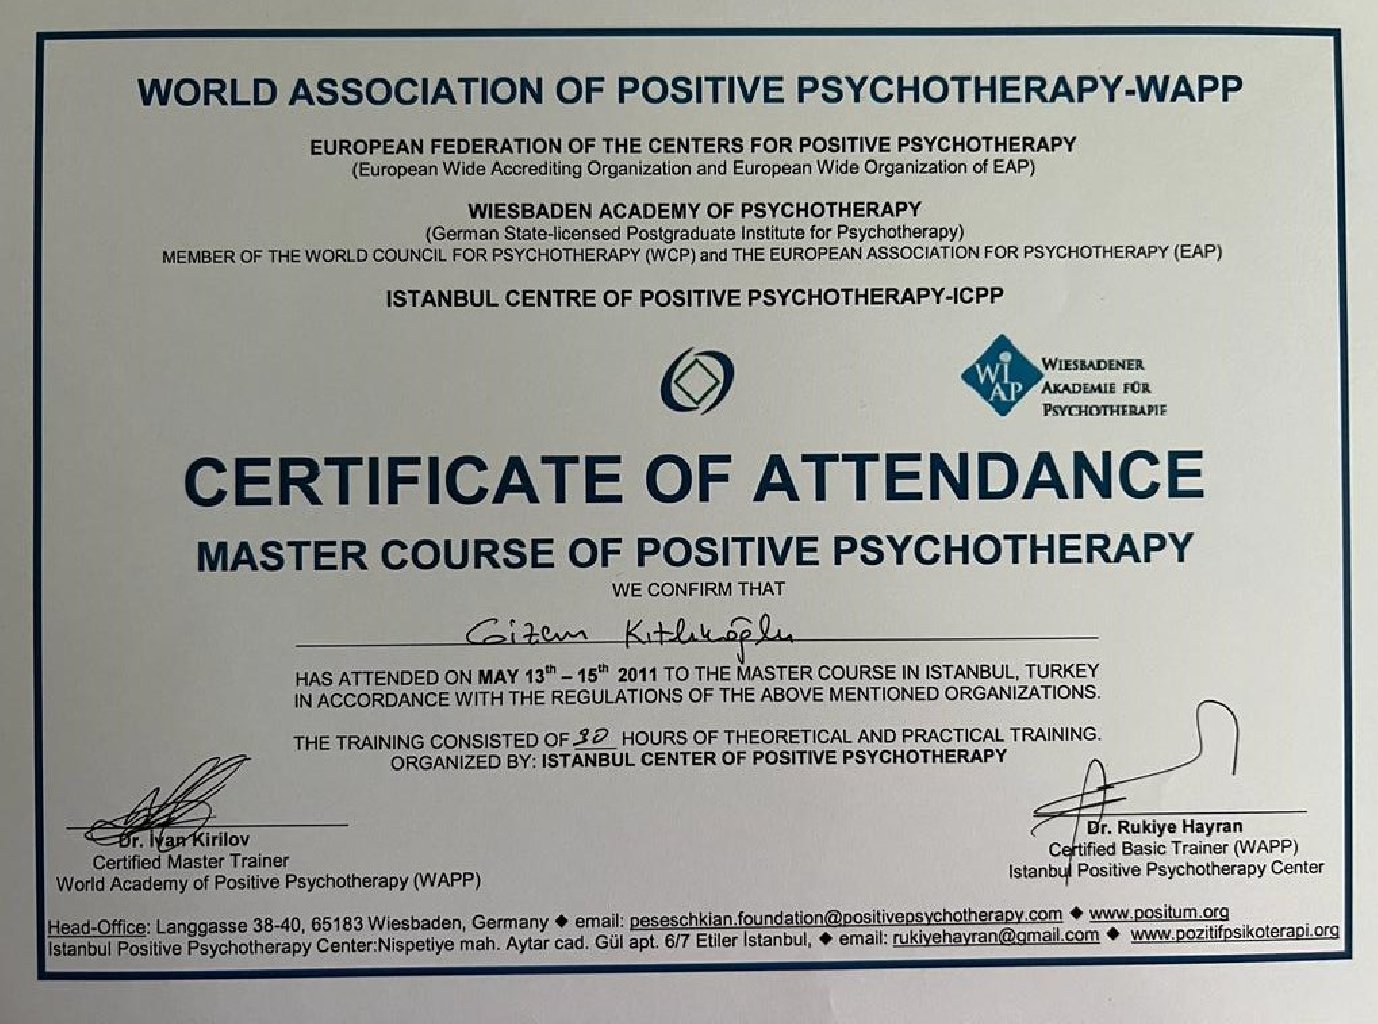 WORLD ASSOCIATION OF POSITIVE PSYCHOTHERAPY-WAPP
EUROPEAN FEDERATION OF THE CENTERS FOR POSITIVE PSYCHOTHERAPY
(European Wide Accrediting Organization and European Wide Organization of EAP)
WIESBADEN ACADEMY OF PSYCHOTHERAPY
(German State-licensed Postgraduate Institute for Psychotherapy)
MEMBER OF THE WORLD COUNCIL FOR PSYCHOTHERAPY (WCP) and THE EUROPEAN ASSOCIATION FOR PSYCHOTHERAPY (EAP)
ISTANBUL CENTRE OF POSITIVE PSYCHOTHERAPY-ICPP
WIAP
WIESBADENER
AKADEMIE FÜR
PSYCHOTHERAPIE
CERTIFICATE OF ATTENDANCE
MASTER COURSE OF POSITIVE PSYCHOTHERAPY
WE CONFIRM THAT
Gizem Kıtlıkoğlu
HAS ATTENDED ON MAY 13th – 15th 2011 TO THE MASTER COURSE IN ISTANBUL, TURKEY
IN ACCORDANCE WITH THE REGULATIONS OF THE ABOVE MENTIONED ORGANIZATIONS.
THE TRAINING CONSISTED OF 30 HOURS OF THEORETICAL AND PRACTICAL TRAINING.
ORGANIZED BY: ISTANBUL CENTER OF POSITIVE PSYCHOTHERAPY
Dr. Ivan Kirilov
Certified Master Trainer
World Academy of Positive Psychotherapy (WAPP)
Dr. Rukiye Hayran
Certified Basic Trainer (WAPP)
Istanbul Positive Psychotherapy Center
Head-Office: Langgasse 38-40, 65183 Wiesbaden, Germany ◆ email: peseschkian.foundation@positivepsychotherapy.com ◆ www.positum.org
Istanbul Positive Psychotherapy Center:Nispetiye mah. Aytar cad. Gül apt. 6/7 Etiler İstanbul, ◆ email: rukiyehayran@gmail.com ◆ www.pozitifpsikoterapi.org